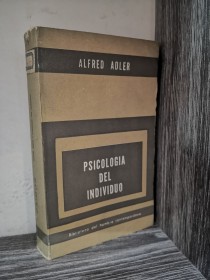 ALFRED ADLER
PSICOLOGIA
DEL
INDIVIDUO